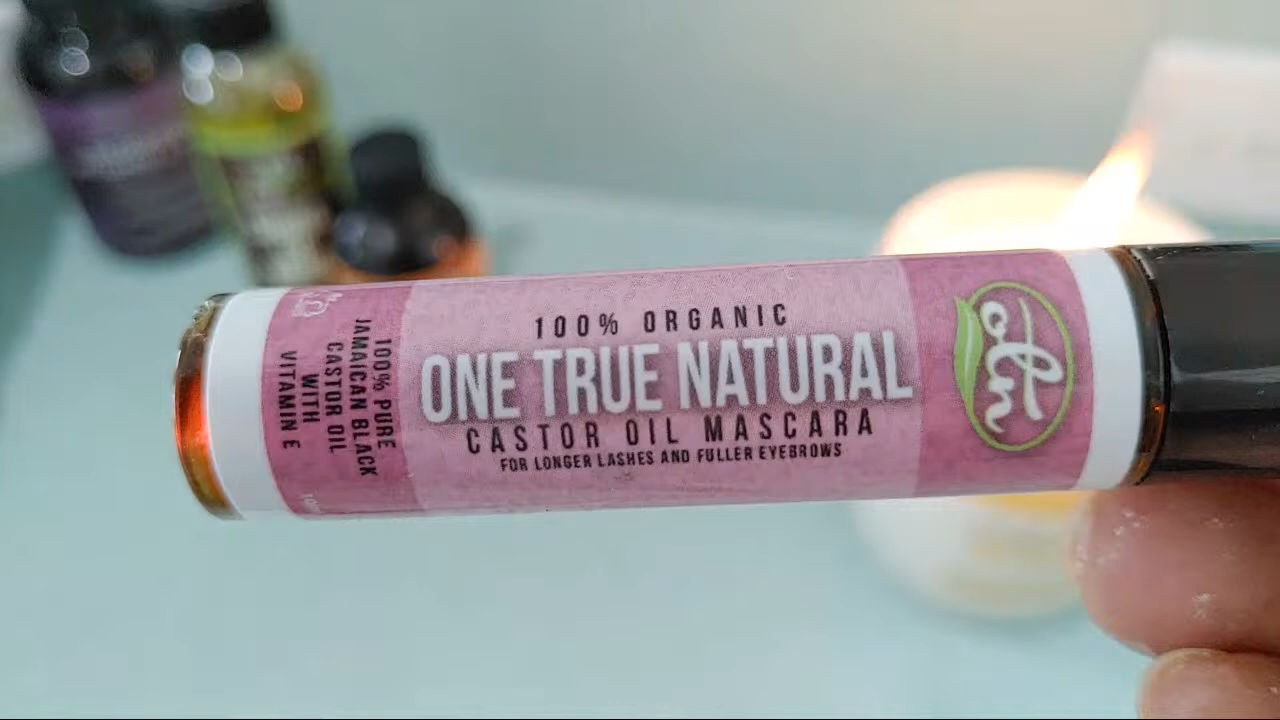 100% ORGANIC
ONE TRUE NATURAL
CASTOR OIL MASCARA
FOR LONGER LASHES AND FULLER EYEBROWS
100% PURE
JAMAICAN BLACK
CASTOR OIL
WITH
VITAMIN E
otn